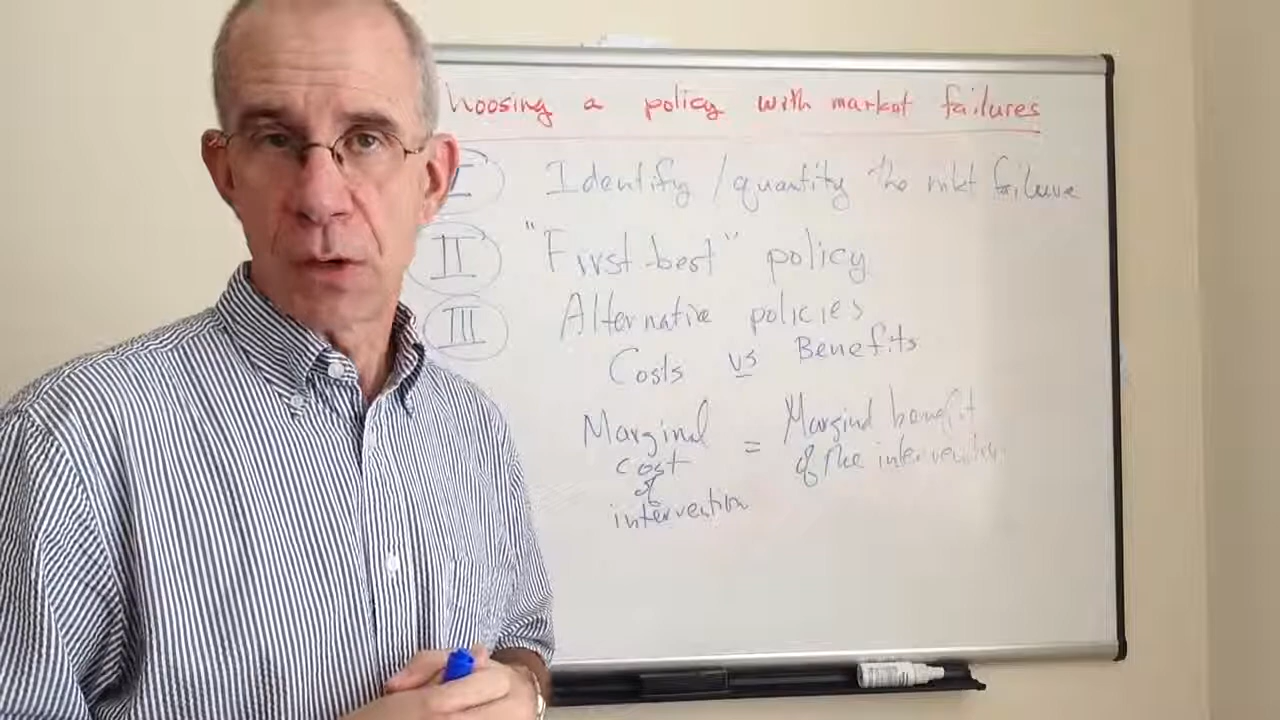 hoosing a policy with market failures
I Identify / quantity the mkt failure
II "First-best" policy
III Alternative policies
Costs vs Benefits
Marginal cost of intervention = Marginal benefit of the intervention